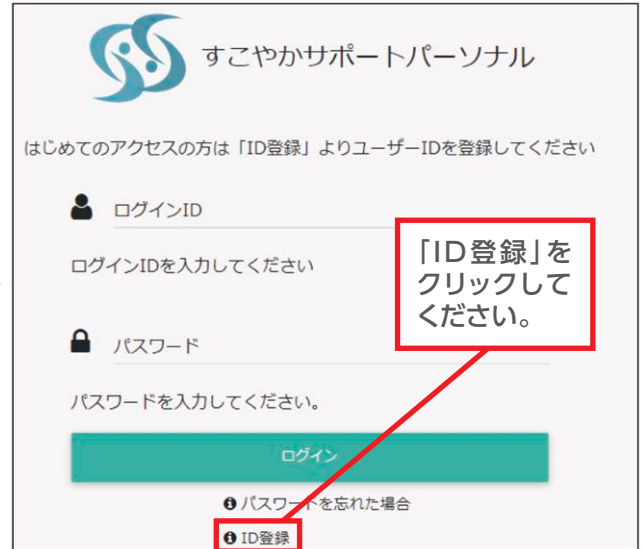 すこやかサポートパーソナル
はじめてのアクセスの方は「ID登録」よりユーザーIDを登録してください
ログインID
ログインIDを入力してください
「ID登録」を
クリックして
ください。
パスワード
パスワードを入力してください。
ログイン
パスワードを忘れた場合
ID登録